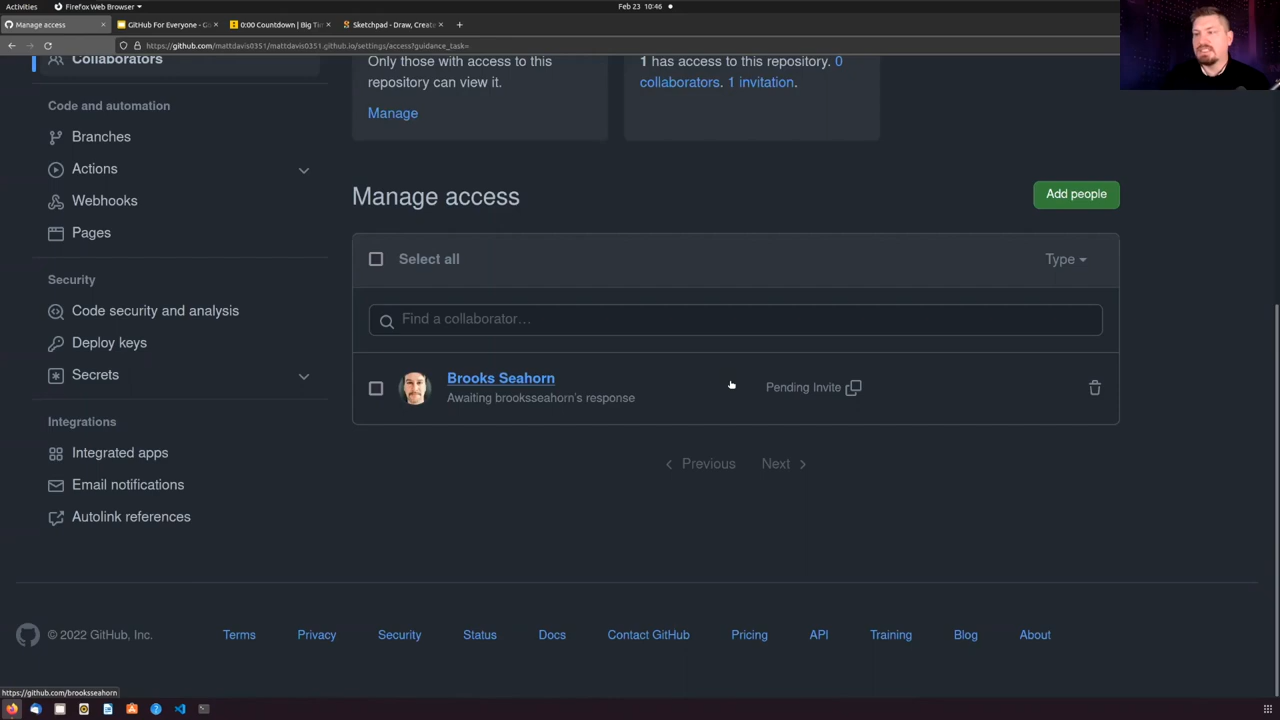 Activities
Firefox Web Browser
Feb 23 10:46
Manage access
GitHub For Everyone - G
0:00 Countdown | Big Ti
Sketchpad - Draw, Create
https://github.com/mattdavis0351/mattdavis0351.github.io/settings/access?guidance_task=
Collaborators
Code and automation
Branches
Actions
Webhooks
Pages
Security
Code security and analysis
Deploy keys
Secrets
Integrations
Integrated apps
Email notifications
Autolink references
Only those with access to this
repository can view it.
Manage
1 has access to this repository. 0
collaborators. 1 invitation.
Manage access
Add people
Select all
Type
Find a collaborator…
Brooks Seahorn
Awaiting brooksseahorn's response
Pending Invite
Previous
Next
© 2022 GitHub, Inc.
Terms
Privacy
Security
Status
Docs
Contact GitHub
Pricing
API
Training
Blog
About
https://github.com/brooksseahorn